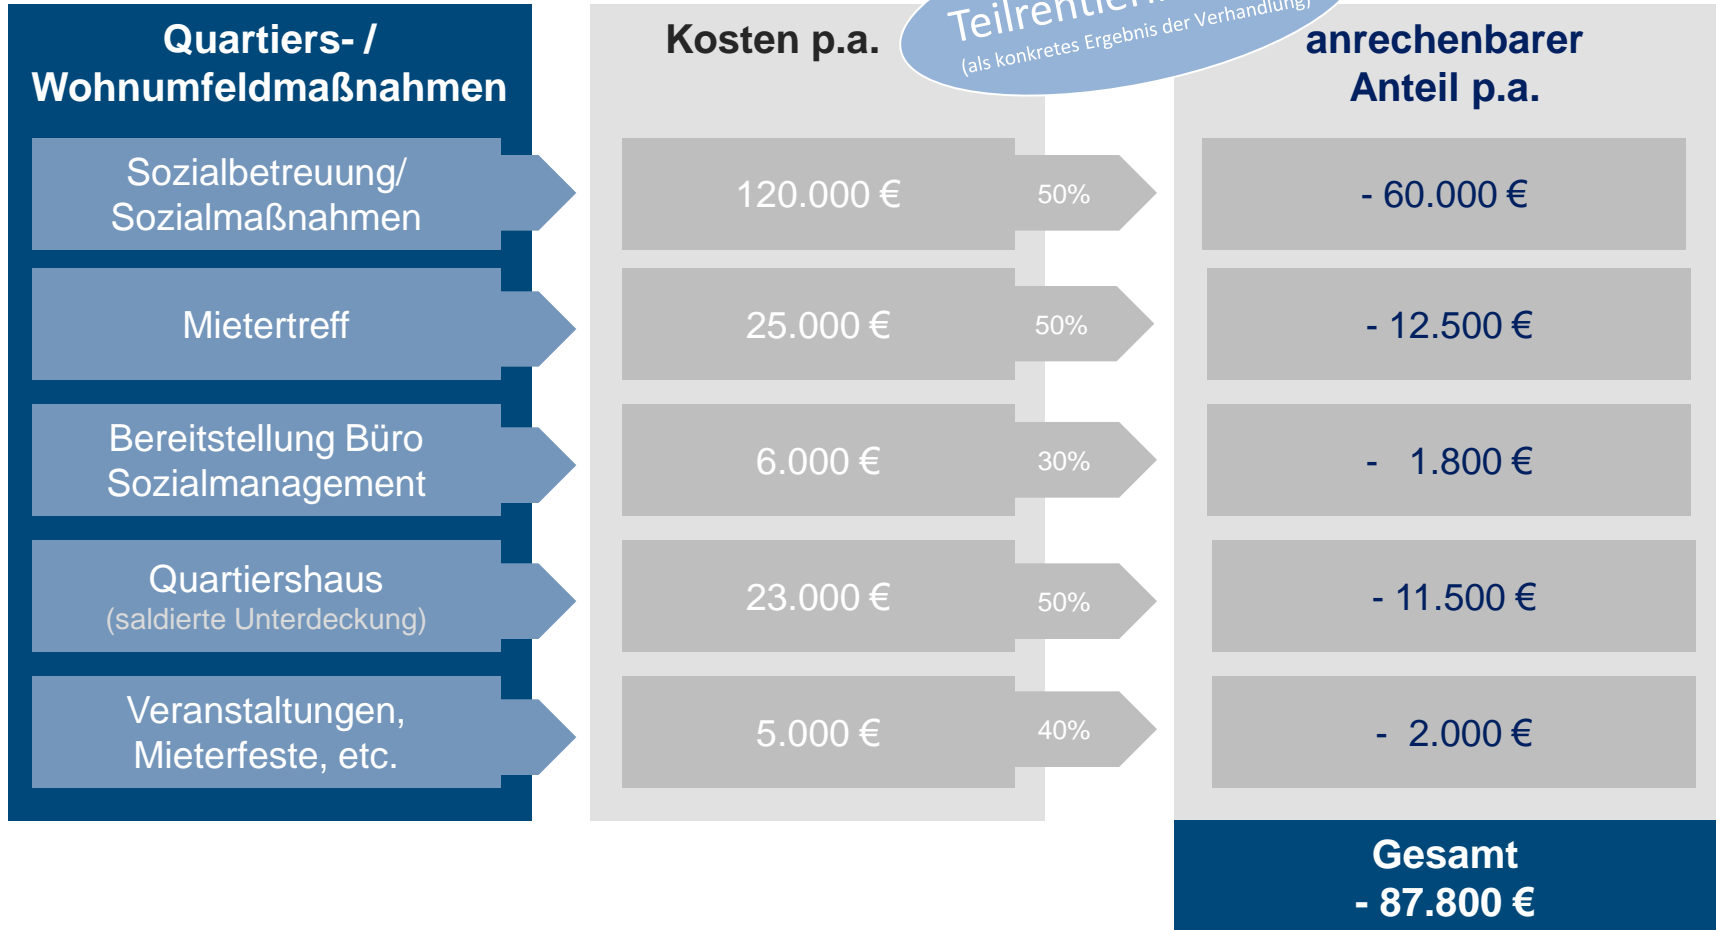 Quartiers- /
Wohnumfeldmaßnahmen
Kosten p.a.
(als konkretes Ergebnis der Verhandlung)
anrechenbarer
Anteil p.a.
Sozialbetreuung/
Sozialmaßnahmen
120.000 €
50%
- 60.000 €
Mietertreff
25.000 €
50%
- 12.500 €
Bereitstellung Büro
Sozialmanagement
6.000 €
30%
- 1.800 €
Quartiershaus
(saldierte Unterdeckung)
23.000 €
50%
- 11.500 €
Veranstaltungen,
Mieterfeste, etc.
5.000 €
40%
- 2.000 €
Gesamt
- 87.800 €